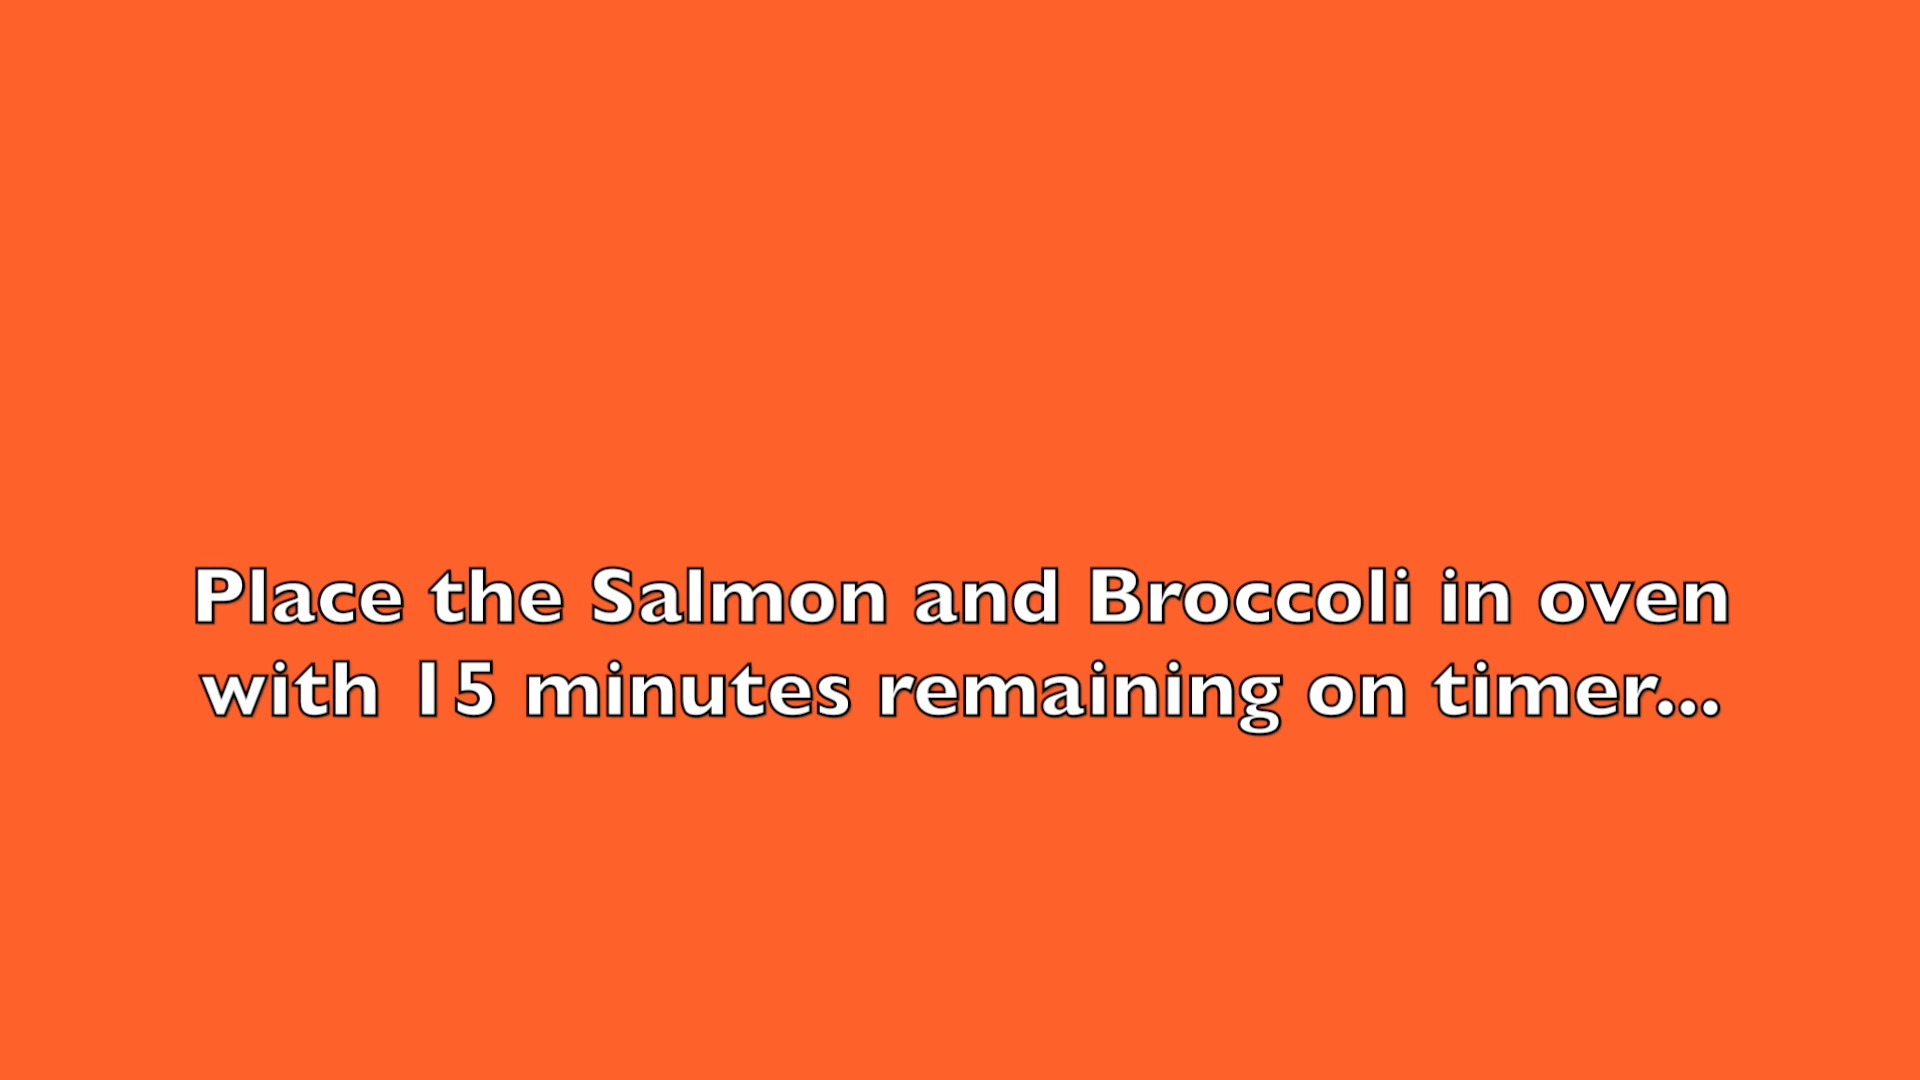 Place the Salmon and Broccoli in oven
with 15 minutes remaining on timer...